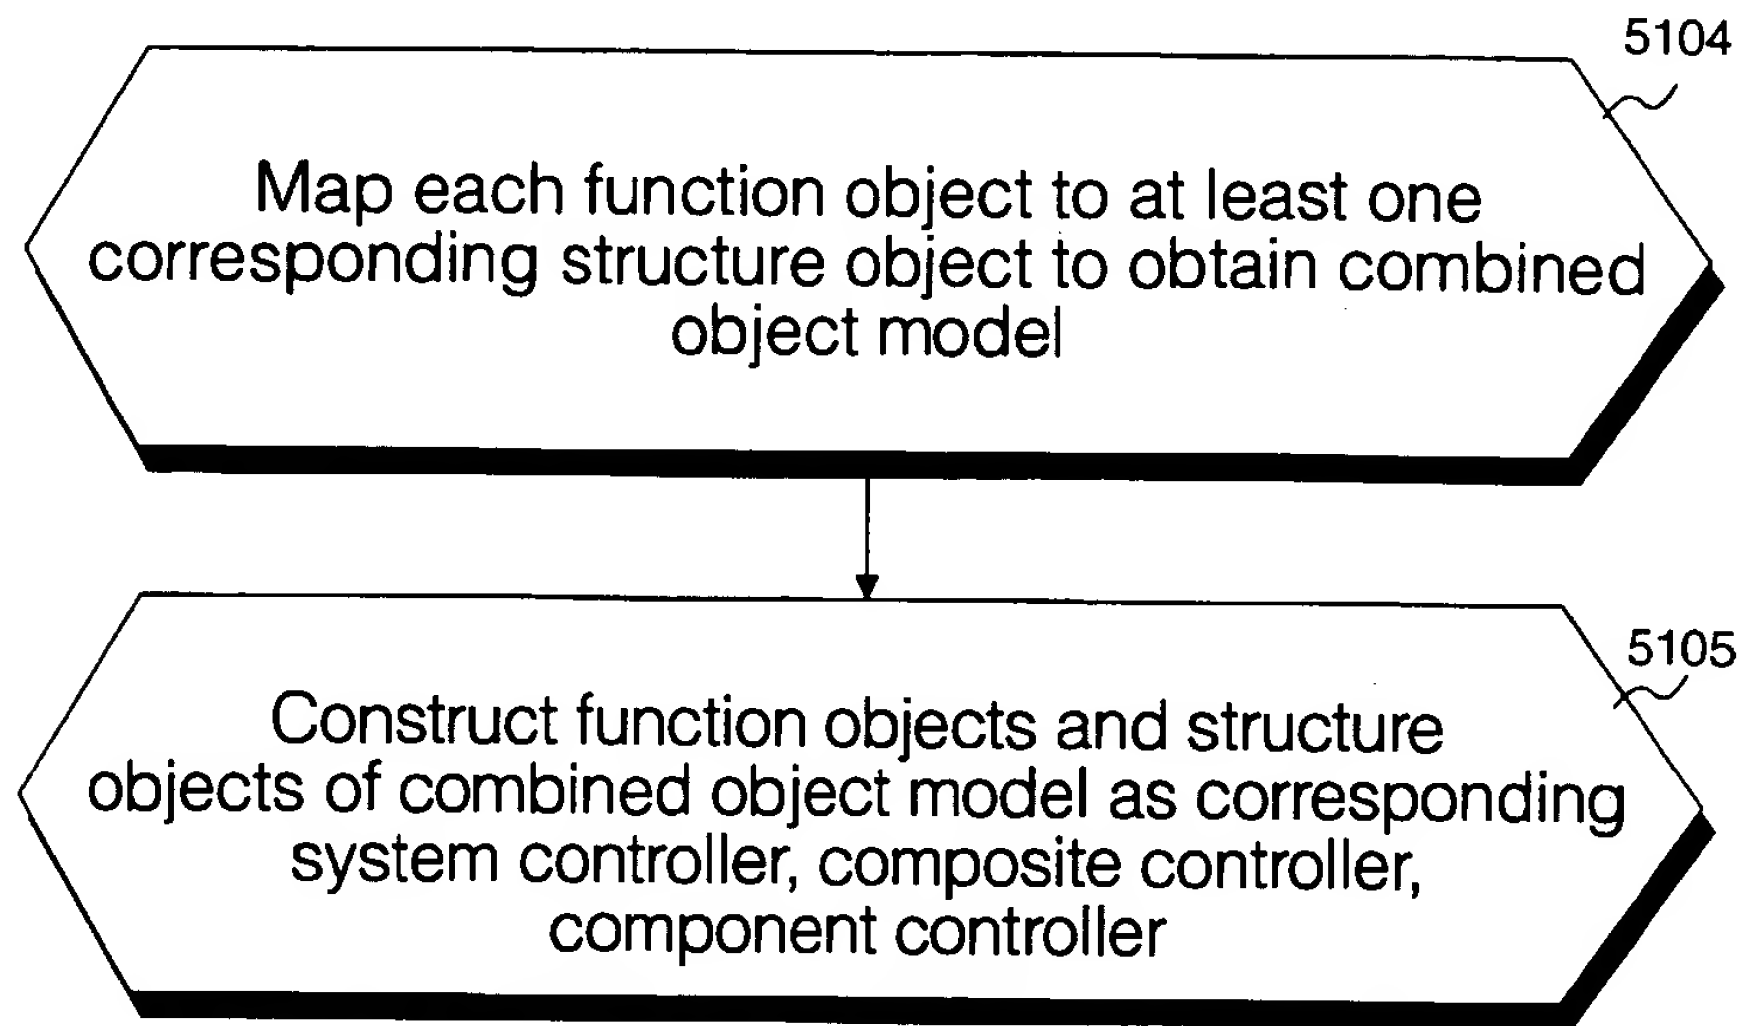 5104
Map each function object to at least one
corresponding structure object to obtain combined
object model
5105
Construct function objects and structure
objects of combined object model as corresponding
system controller, composite controller,
component controller